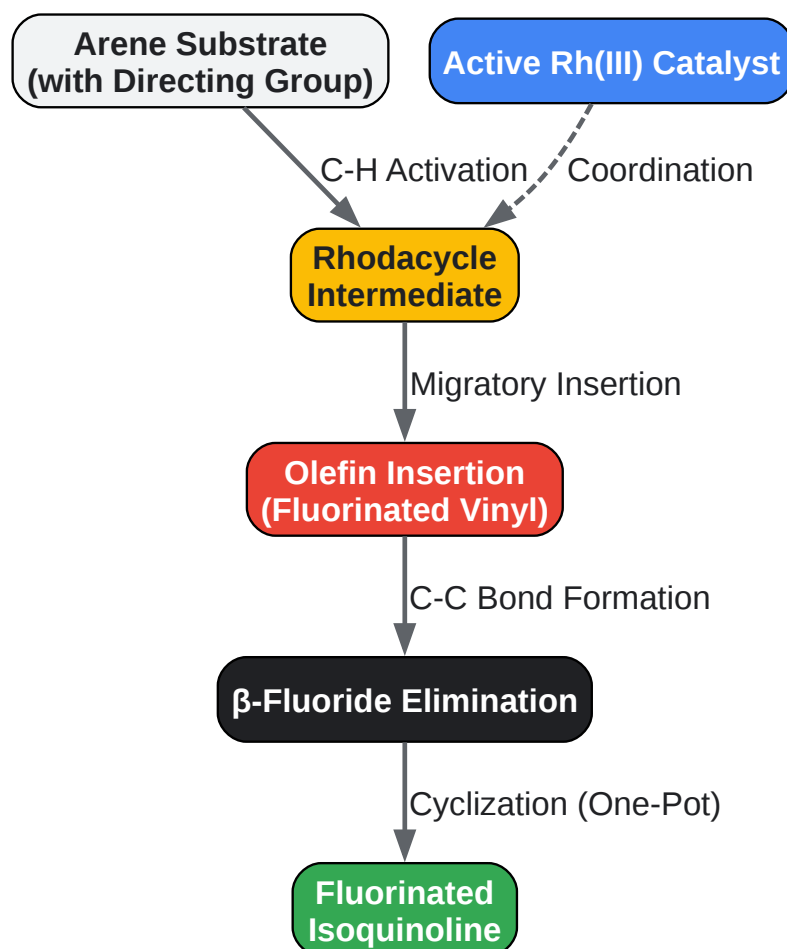 Arene Substrate
(with Directing Group)
Active Rh(III) Catalyst
C-H Activation
Coordination
Rhodacycle
Intermediate
Migratory Insertion
Olefin Insertion
(Fluorinated Vinyl)
C-C Bond Formation
β-Fluoride Elimination
Cyclization (One-Pot)
Fluorinated
Isoquinoline